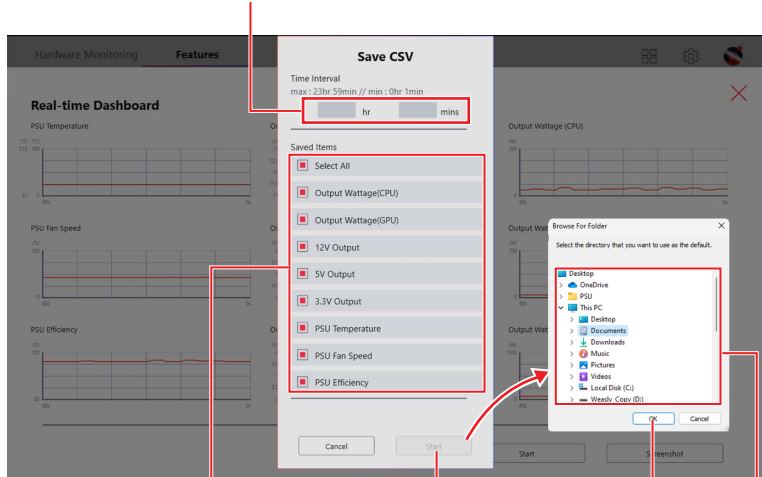 Hardware Monitoring
Features
Save CSV
Time Interval
max : 23hr 59min // min : 0hr 1min
hr
mins
Real-time Dashboard
PSU Temperature
Output Wattage (CPU)
Saved Items
Select All
Output Wattage(CPU)
Output Wattage(GPU)
12V Output
5V Output
3.3V Output
PSU Temperature
PSU Fan Speed
PSU Efficiency
PSU Fan Speed
PSU Efficiency
Browse For Folder
Select the directory that you want to use as the default.
Desktop
OneDrive
PSU
This PC
Desktop
Documents
Downloads
Music
Pictures
Videos
Local Disk (C:)
Weasly_Copy (D:)
OK
Cancel
Cancel
Start
Start
Screenshot